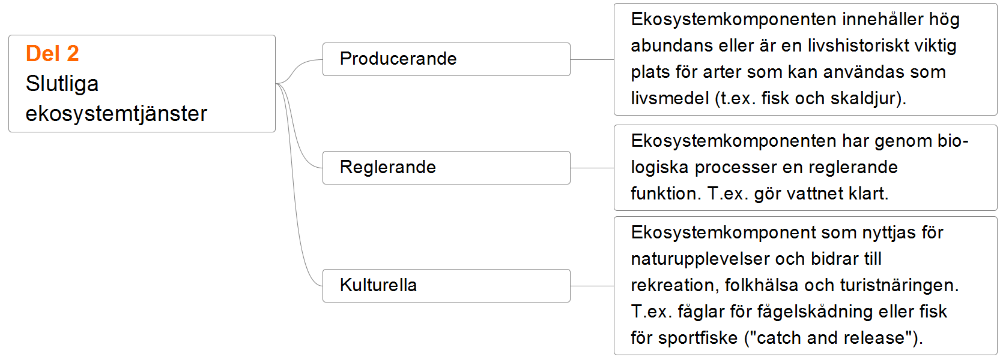 Del 2
Slutliga
ekosystemtjänster
Producerande
Ekosystemkomponenten innehåller hög
abundans eller är en livshistoriskt viktig
plats för arter som kan användas som
livsmedel (t.ex. fisk och skaldjur).
Reglerande
Ekosystemkomponenten har genom bio-
logiska processer en reglerande
funktion. T.ex. gör vattnet klart.
Kulturella
Ekosystemkomponent som nyttjas för
naturupplevelser och bidrar till
rekreation, folkhälsa och turistnäringen.
T.ex. fåglar för fågelskådning eller fisk
för sportfiske ("catch and release").